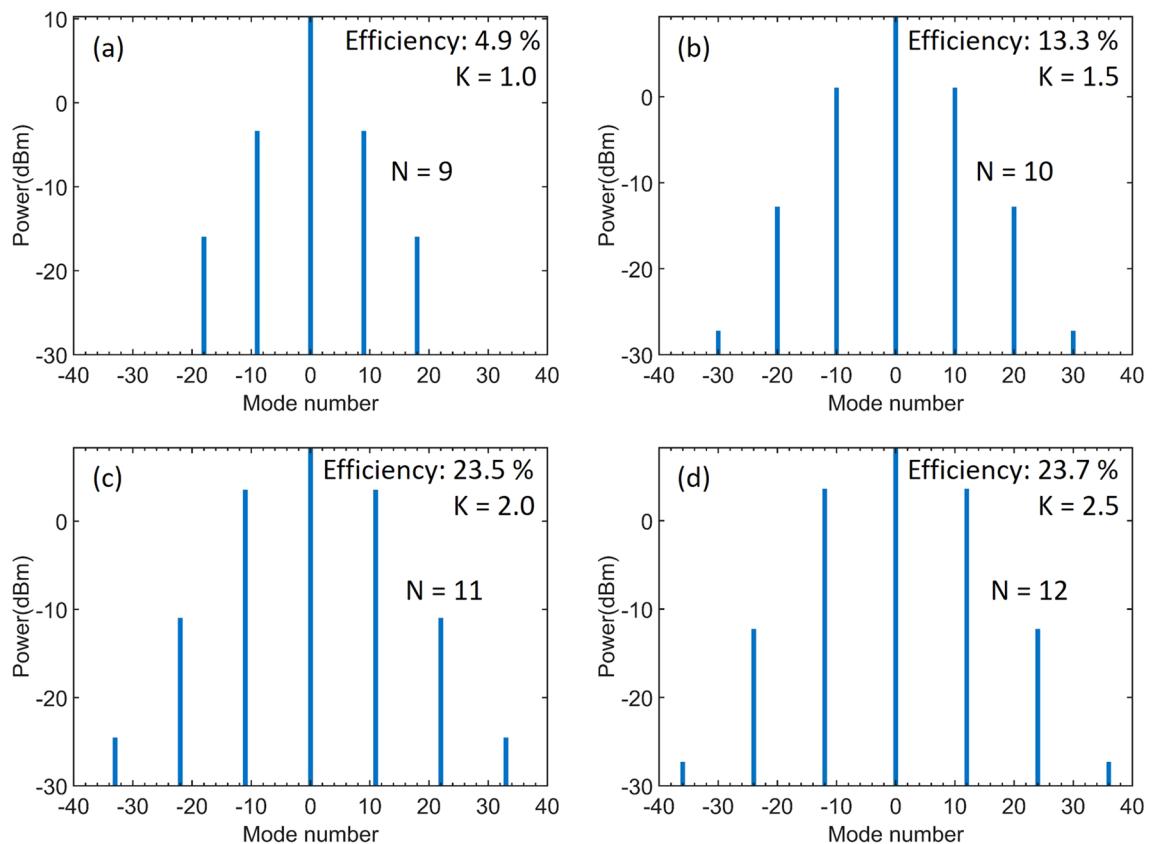 (a)
Efficiency: 4.9 %
K = 1.0
N = 9
10
0
-10
-20
-30
Power(dBm)
-40 -30 -20 -10 0 10 20 30 40
Mode number
(b)
Efficiency: 13.3 %
K = 1.5
N = 10
0
-10
-20
-30
Power(dBm)
-40 -30 -20 -10 0 10 20 30 40
Mode number
(c)
Efficiency: 23.5 %
K = 2.0
N = 11
0
-10
-20
-30
Power(dBm)
-40 -30 -20 -10 0 10 20 30 40
Mode number
(d)
Efficiency: 23.7 %
K = 2.5
N = 12
0
-10
-20
-30
Power(dBm)
-40 -30 -20 -10 0 10 20 30 40
Mode number